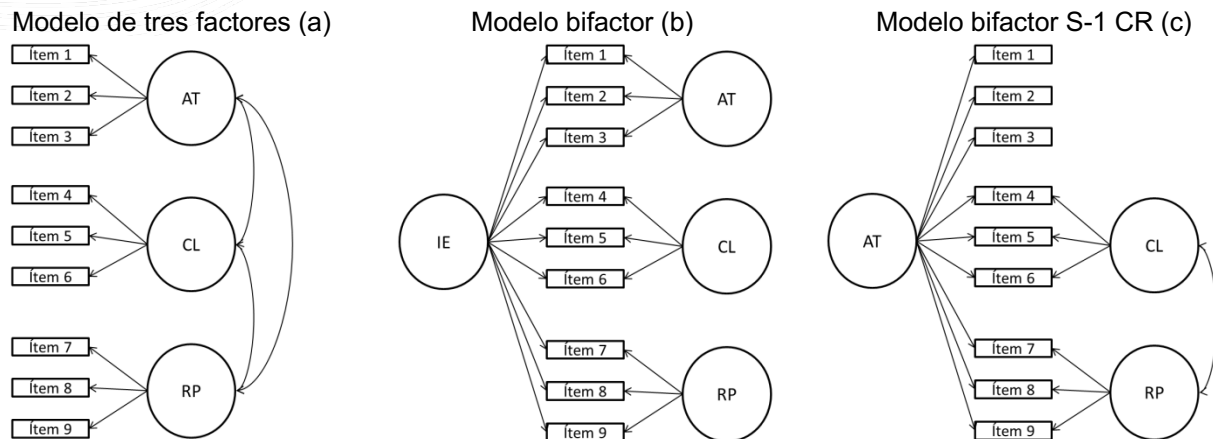 Modelo de tres factores (a)
Ítem 1
Ítem 2
Ítem 3
AT
Ítem 4
Ítem 5
Ítem 6
CL
Ítem 7
Ítem 8
Ítem 9
RP
Modelo bifactor (b)
IE
Ítem 1
Ítem 2
Ítem 3
AT
Ítem 4
Ítem 5
Ítem 6
CL
Ítem 7
Ítem 8
Ítem 9
RP
Modelo bifactor S-1 CR (c)
AT
Ítem 1
Ítem 2
Ítem 3
Ítem 4
Ítem 5
Ítem 6
CL
Ítem 7
Ítem 8
Ítem 9
RP